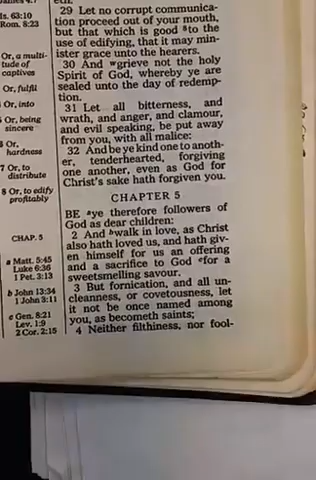 ames 4:7
Is. 63:10
Rom. 8:23
Or, a multi-
tude of
captives
Or, fulfil
Or, into
Or, being
sincere
Or,
hardness
7 Or, to
distribute
8 Or, to edify
profitably
CHAP. 5
a Matt. 5:45
Luke 6:36
1 Pet. 3:13
b John 13:34
1 John 3:11
c Gen. 8:21
Lev. 1:9
2 Cor. 2:15
eth.
29 Let no corrupt communica-
tion proceed out of your mouth,
but that which is good 8to the
use of edifying, that it may min-
ister grace unto the hearers.
30 And wgrieve not the holy
Spirit of God, whereby ye are
sealed unto the day of redemp-
tion.
31 Let all bitterness, and
wrath, and anger, and clamour,
and evil speaking, be put away
from you, with all malice:
32 And be ye kind one to anoth-
er, tenderhearted, forgiving
one another, even as God for
Christ's sake hath forgiven you.
CHAPTER 5
BE aye therefore followers of
God as dear children:
2 And bwalk in love, as Christ
also hath loved us, and hath giv-
en himself for us an offering
and a sacrifice to God cfor a
sweetsmelling savour.
3 But fornication, and all un-
cleanness, or covetousness, let
it not be once named among
you, as becometh saints;
4 Neither filthiness, nor fool-